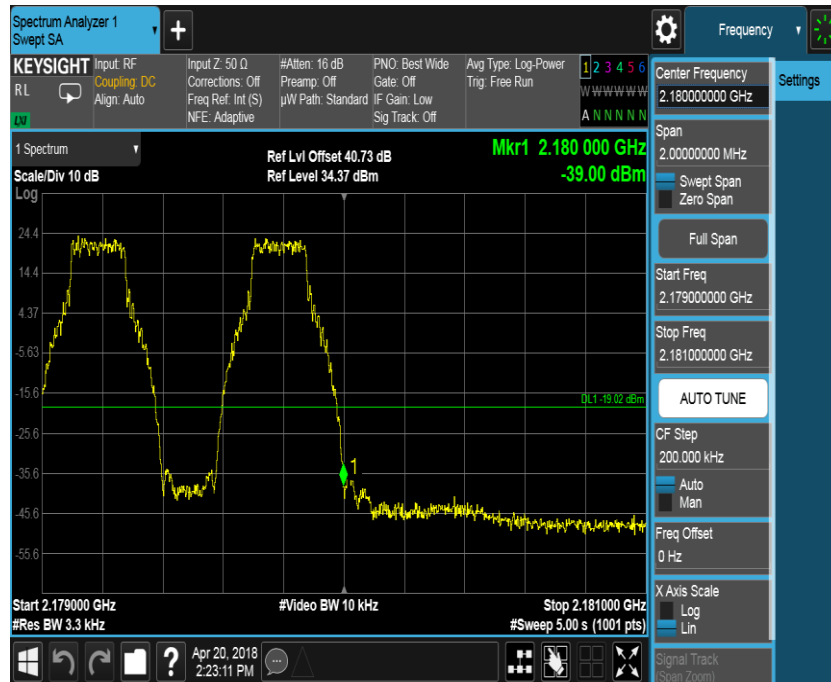 Spectrum Analyzer 1
Swept SA
+
Frequency
KEYSIGHT
RL
LXI
Input: RF
Coupling: DC
Align: Auto
Input Z: 50 Ω
Corrections: Off
Freq Ref: Int (S)
NFE: Adaptive
#Atten: 16 dB
Preamp: Off
µW Path: Standard
PNO: Best Wide
Gate: Off
IF Gain: Low
Sig Track: Off
Avg Type: Log-Power
Trig: Free Run
1 2 3 4 5 6
W W W W W W
A N N N N N
1 Spectrum
Scale/Div 10 dB
Log
Ref Lvl Offset 40.73 dB
Ref Level 34.37 dBm
Mkr1 2.180 000 GHz
-39.00 dBm
24.4
14.4
4.37
-5.63
-15.6
-25.6
-35.6
-45.6
-55.6
DL1 -19.02 dBm
1
Start 2.179000 GHz
#Res BW 3.3 kHz
#Video BW 10 kHz
Stop 2.181000 GHz
#Sweep 5.00 s (1001 pts)
Center Frequency
2.180000000 GHz
Settings
Span
2.00000000 MHz
Swept Span
Zero Span
Full Span
Start Freq
2.179000000 GHz
Stop Freq
2.181000000 GHz
AUTO TUNE
CF Step
200.000 kHz
Auto
Man
Freq Offset
0 Hz
X Axis Scale
Log
Lin
Signal Track
(Span Zoom)
?
Apr 20, 2018
2:23:11 PM